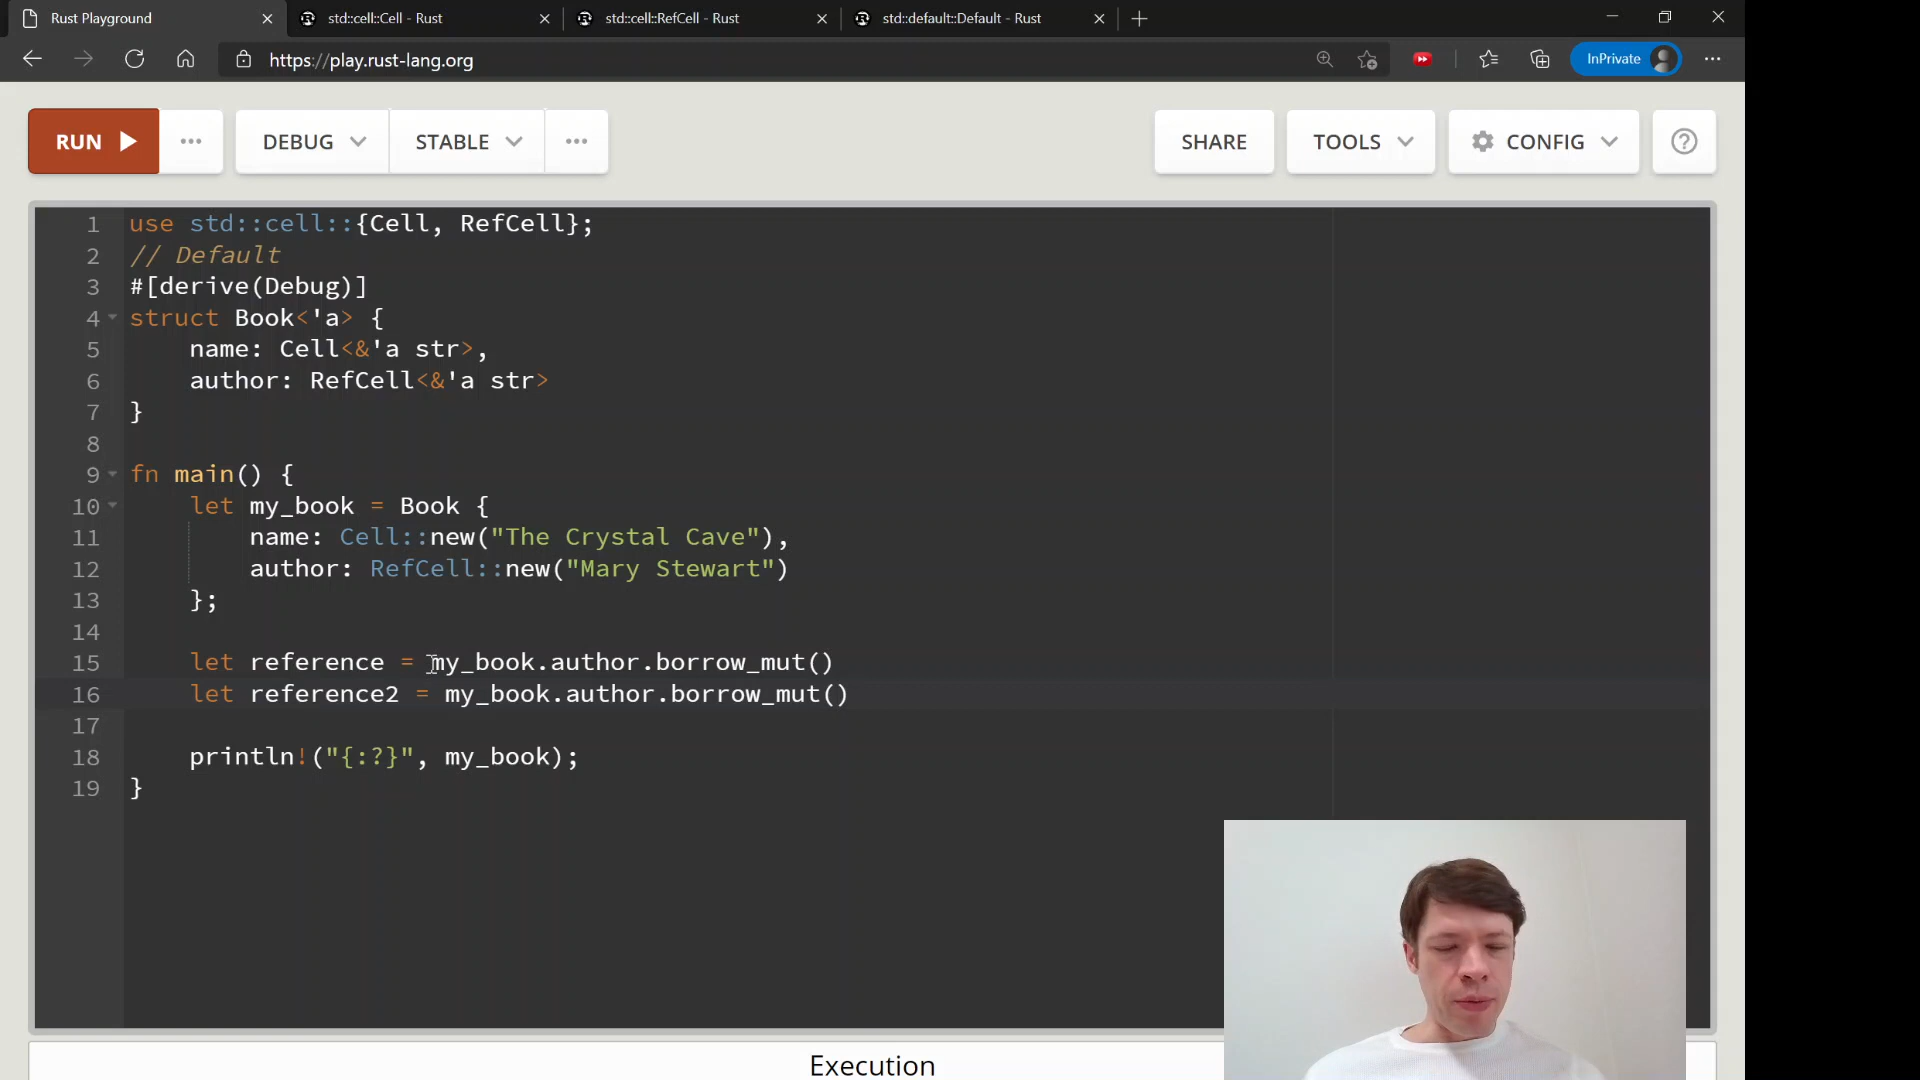 Rust Playground
std::cell::Cell - Rust
std::cell::RefCell - Rust
std::default::Default - Rust
https://play.rust-lang.org
InPrivate
RUN
DEBUG
STABLE
SHARE
TOOLS
CONFIG
1 use std::cell::{Cell, RefCell};
2 // Default
3 #[derive(Debug)]
4 struct Book<'a> {
5 name: Cell<&'a str>,
6 author: RefCell<&'a str>
7 }
8
9 fn main() {
10 let my_book = Book {
11 name: Cell::new("The Crystal Cave"),
12 author: RefCell::new("Mary Stewart")
13 };
14
15 let reference = my_book.author.borrow_mut()
16 let reference2 = my_book.author.borrow_mut()
17
18 println!("{:?}", my_book);
19 }
Execution